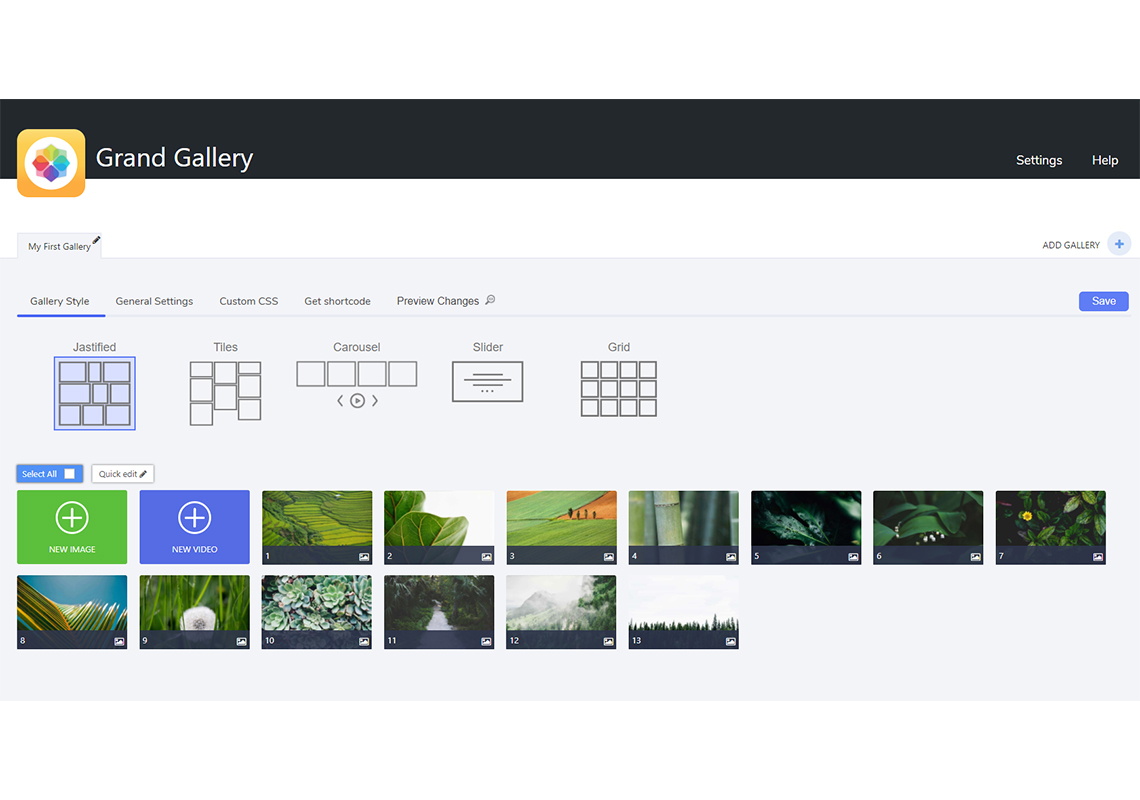 Grand Gallery
Settings Help
My First Gallery
ADD GALLERY
Gallery Style General Settings Custom CSS Get shortcode Preview Changes
Save
Jastified Tiles Carousel Slider Grid
Select All Quick edit
NEW IMAGE NEW VIDEO
1 2 3 4 5 6 7
8 9 10 11 12 13